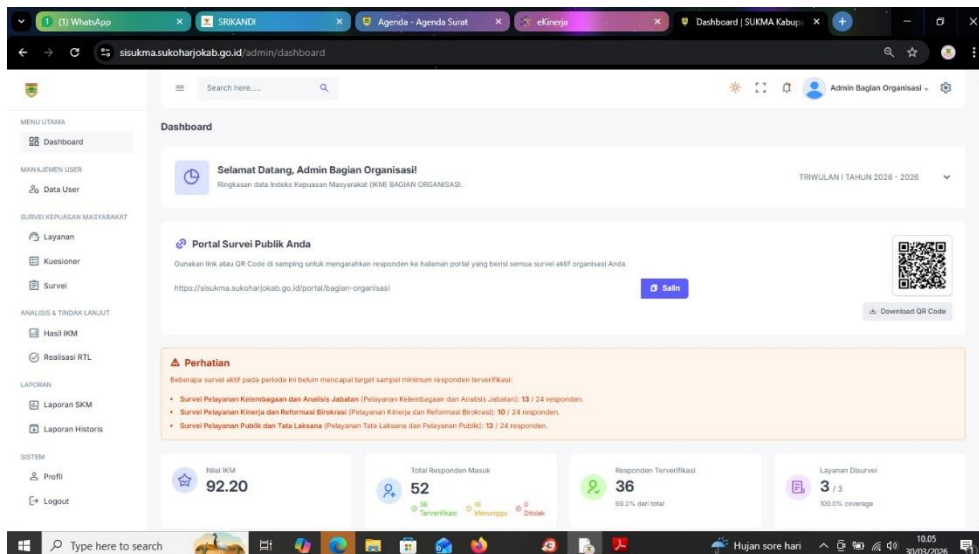 (1) WhatsApp
SRIKANDI
Agenda - Agenda Surat
eKinerja
Dashboard | SUKMA Kabupa
sisukma.sukoharjokab.go.id/admin/dashboard
Search here.....
Admin Bagian Organisasi
MENU UTAMA
Dashboard
MANAJEMEN USER
Data User
SURVEI KEPUASAN MASYARAKAT
Layanan
Kuesioner
Survei
ANALISIS & TINDAK LANJUT
Hasil IKM
Realisasi RTL
LAPORAN
Laporan SKM
Laporan Historis
SISTEM
Profil
Logout
Dashboard
Selamat Datang, Admin Bagian Organisasi!
Ringkasan data Indeks Kepuasan Masyarakat (IKM) BAGIAN ORGANISASI.
TRIWULAN I TAHUN 2026 - 2026
Portal Survei Publik Anda
Gunakan link atau QR Code di samping untuk mengarahkan responden ke halaman portal yang berisi semua survei aktif organisasi Anda.
https://sisukma.sukoharjokab.go.id/portal/bagian-organisasi
Salin
Download QR Code
Perhatian
Beberapa survei aktif pada periode ini belum mencapai target sampel minimum responden terverifikasi:
• Survei Pelayanan Kelembagaan dan Analisis Jabatan (Pelayanan Kelembagaan dan Analisis Jabatan): 13 / 24 responden.
• Survei Pelayanan Kinerja dan Reformasi Birokrasi (Pelayanan Kinerja dan Reformasi Birokrasi): 10 / 24 responden.
• Survei Pelayanan Publik dan Tata Laksana (Pelayanan Tata Laksana dan Pelayanan Publik): 13 / 24 responden.
Nilai IKM
92.20
Total Responden Masuk
52
36 Terverifikasi
16 Menunggu
0 Ditolak
Responden Terverifikasi
36
69.2% dari total
Layanan Disurvei
3 / 3
100.0% coverage
Type here to search
Hujan sore hari
10.05
30/03/2026